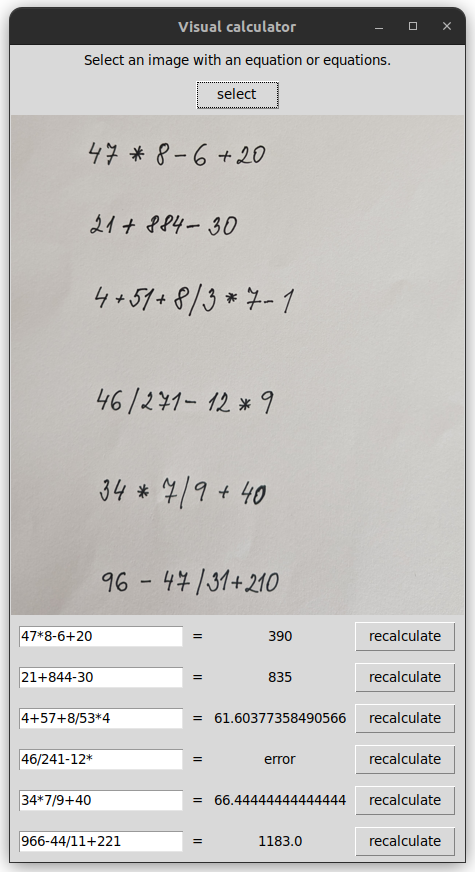 Visual calculator
Select an image with an equation or equations.
select
47 * 8 - 6 + 20
21 + 884 - 30
4 + 51 + 8 / 3 * 7 - 1
46 / 271 - 12 * 9
34 * 7 / 9 + 40
96 - 47 / 31 + 210
47*8-6+20 = 390 recalculate
21+844-30 = 835 recalculate
4+57+8/53*4 = 61.60377358490566 recalculate
46/241-12* = error recalculate
34*7/9+40 = 66.44444444444444 recalculate
966-44/11+221 = 1183.0 recalculate